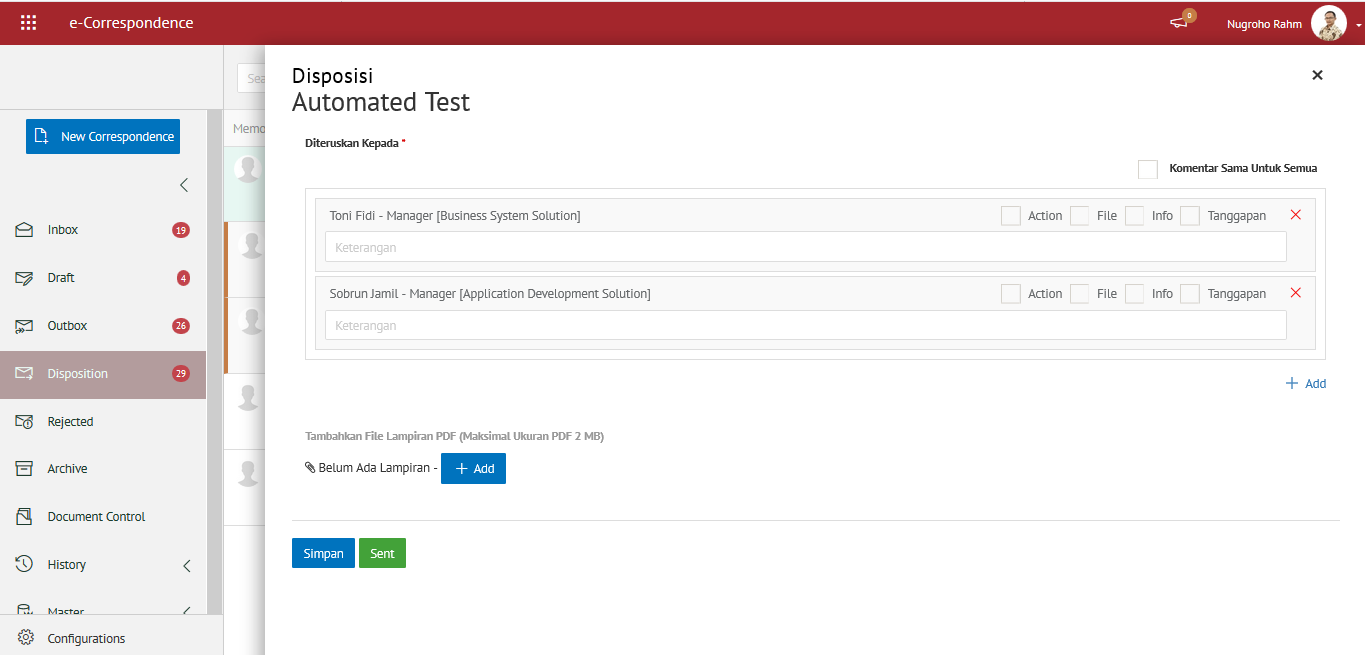 e-Correspondence
0
Nugroho Rahm
New Correspondence
Inbox 19
Draft 4
Outbox 26
Disposition 29
Rejected
Archive
Document Control
History
Master
Configurations
Sea
Memo
Disposisi
Automated Test
Diteruskan Kepada *
Komentar Sama Untuk Semua
Toni Fidi - Manager [Business System Solution] Action File Info Tanggapan
Keterangan
Sobrun Jamil - Manager [Application Development Solution] Action File Info Tanggapan
Keterangan
Add
Tambahkan File Lampiran PDF (Maksimal Ukuran PDF 2 MB)
Belum Ada Lampiran - Add
Simpan Sent